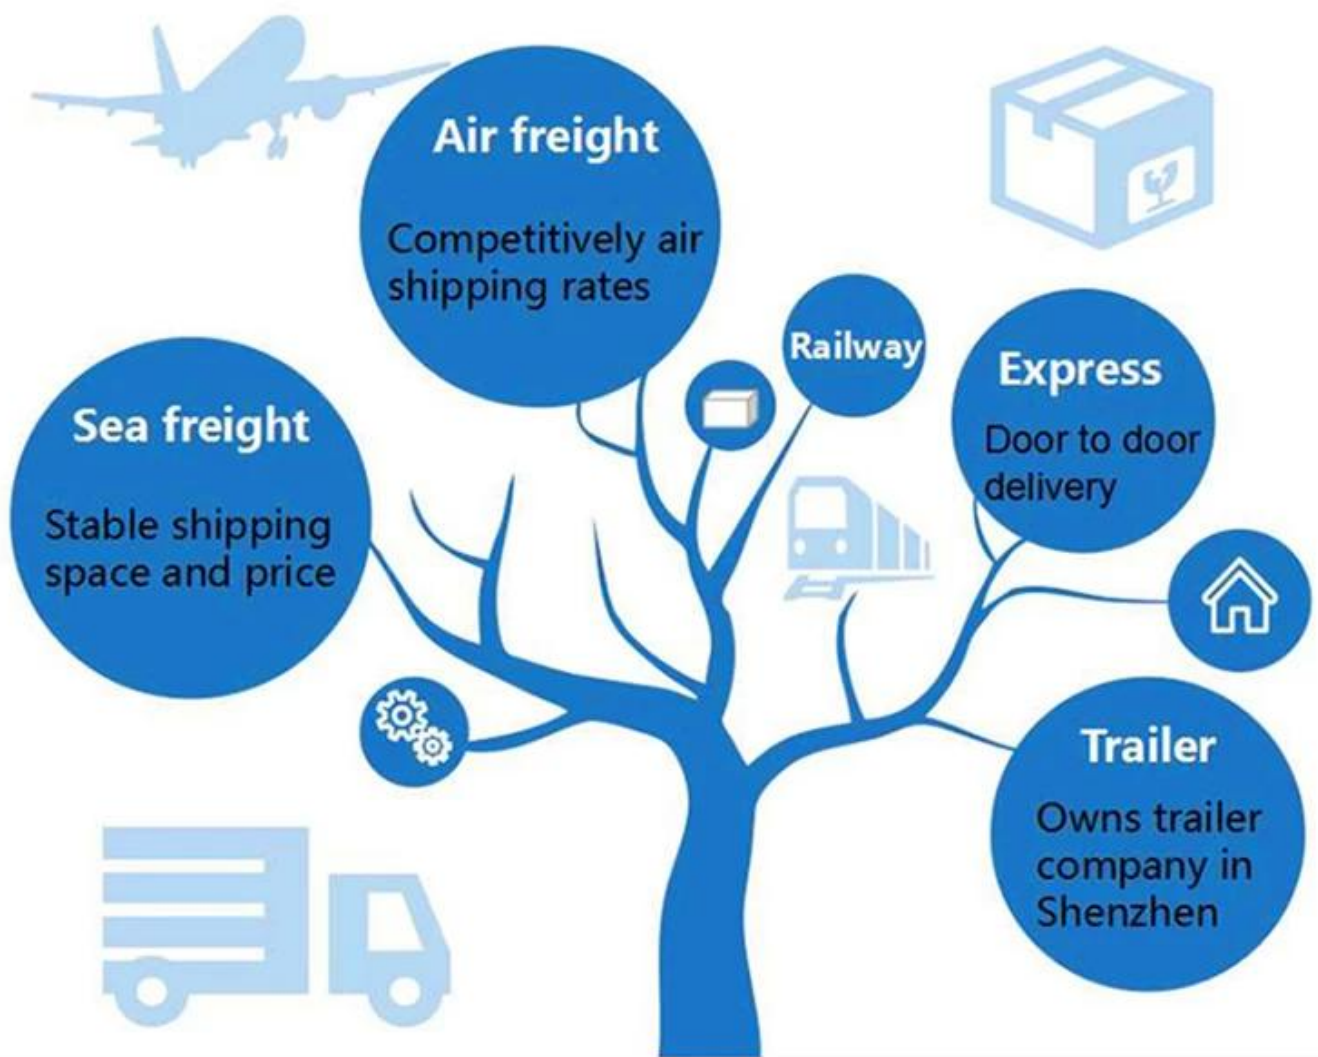 Air freight
Competitively air
shipping rates
Railway
Express
Door to door
delivery
Sea freight
Stable shipping
space and price
Trailer
Owns trailer
company in
Shenzhen